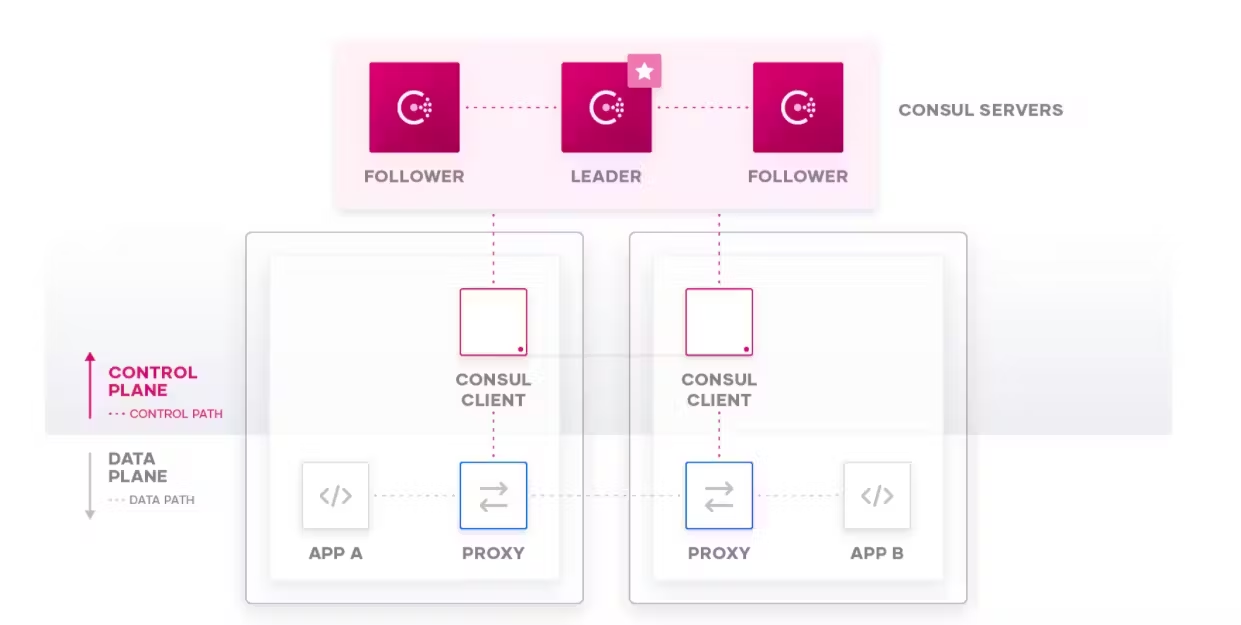 FOLLOWER
LEADER
FOLLOWER
CONSUL SERVERS
CONSUL
CLIENT
CONSUL
CLIENT
CONTROL
PLANE
CONTROL PATH
DATA
PLANE
DATA PATH
</>
</>
APP A
PROXY
PROXY
APP B